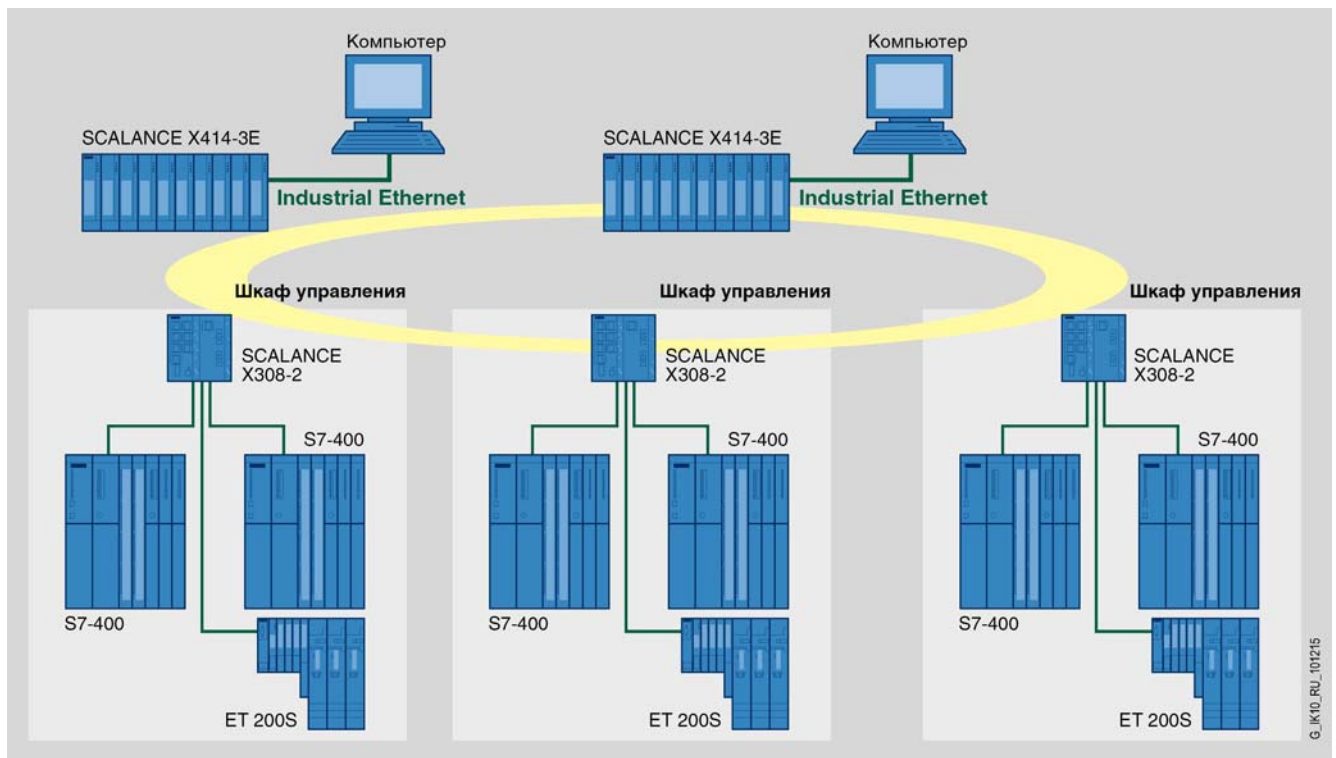 Компьютер
Компьютер
SCALANCE X414-3E
SCALANCE X414-3E
Industrial Ethernet
Industrial Ethernet
Шкаф управления
Шкаф управления
Шкаф управления
SCALANCE
X308-2
SCALANCE
X308-2
SCALANCE
X308-2
S7-400
S7-400
S7-400
S7-400
S7-400
S7-400
ET 200S
ET 200S
ET 200S
G_IK10_RU_101215